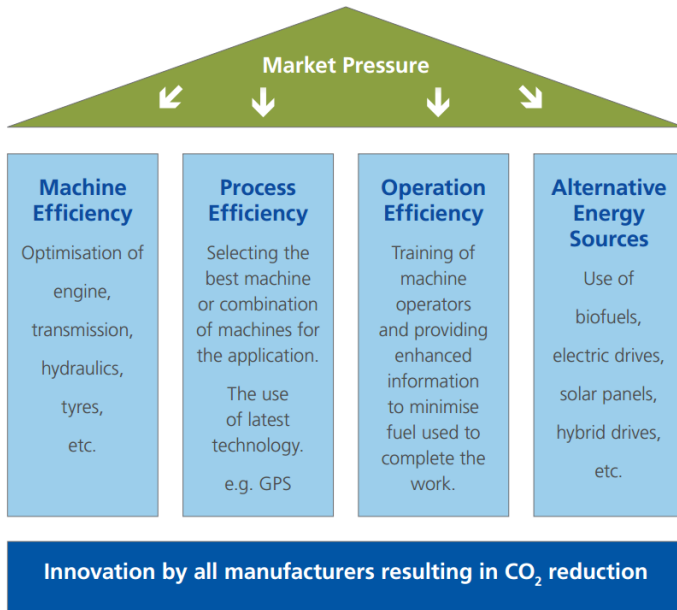 Market Pressure
Machine
Efficiency
Optimisation of
engine,
transmission,
hydraulics,
tyres,
etc.
Process
Efficiency
Selecting the
best machine
or combination
of machines for
the application.
The use
of latest
technology.
e.g. GPS
Operation
Efficiency
Training of
machine
operators
and providing
enhanced
information
to minimise
fuel used to
complete the
work.
Alternative
Energy
Sources
Use of
biofuels,
electric drives,
solar panels,
hybrid drives,
etc.
Innovation by all manufacturers resulting in CO₂ reduction